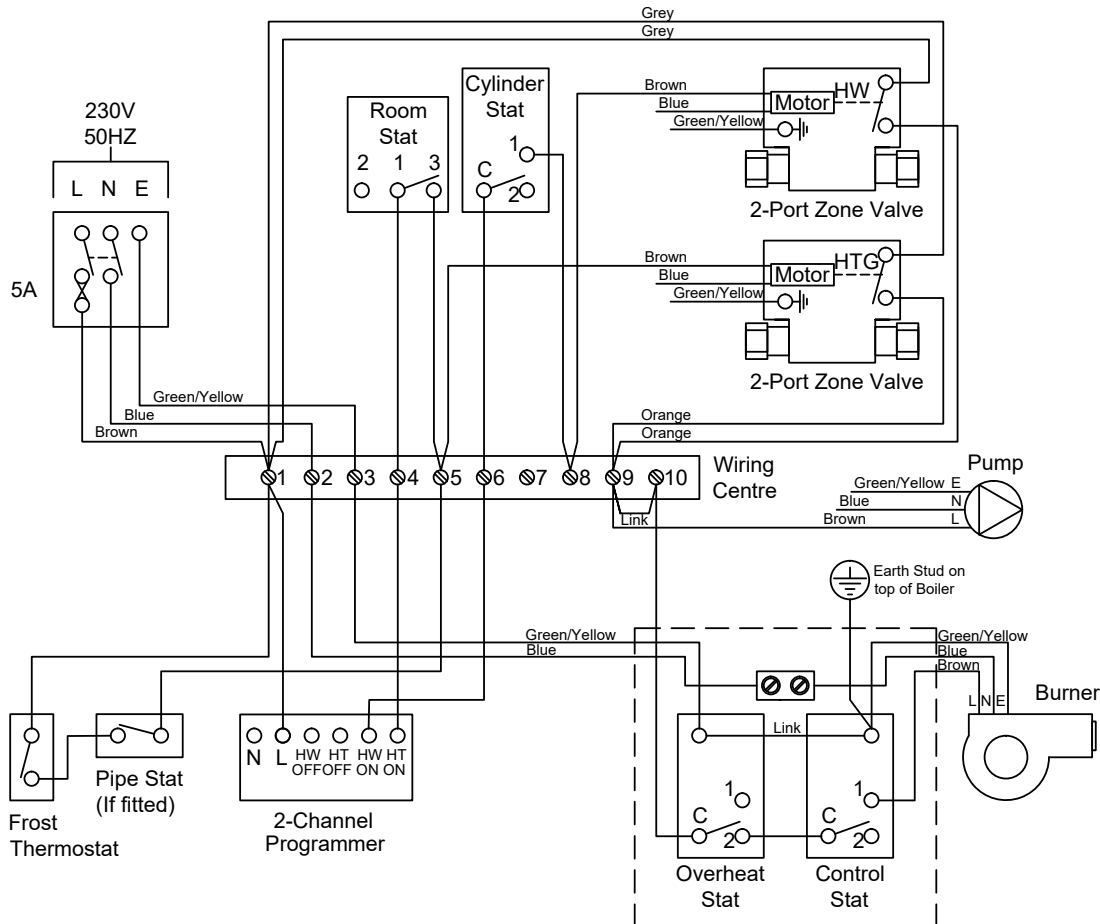 Grey
Grey
230V
50HZ
L N E
5A
Room
Stat
2 1 3
Cylinder
Stat
1
C
2
Brown
Blue
Green/Yellow
Motor
HW
2-Port Zone Valve
Brown
Blue
Green/Yellow
Motor
HTG
2-Port Zone Valve
Green/Yellow
Blue
Brown
Orange
Orange
1 2 3 4 5 6 7 8 9 10
Wiring
Centre
Link
Pump
Green/Yellow E
Blue N
Brown L
Earth Stud on
top of Boiler
Green/Yellow
Blue
Green/Yellow
Blue
Brown
L N E
Burner
Link
1
C
2
Overheat
Stat
1
C
2
Control
Stat
Frost
Thermostat
Pipe Stat
(If fitted)
N L HW OFF HT OFF HW ON HT ON
2-Channel
Programmer